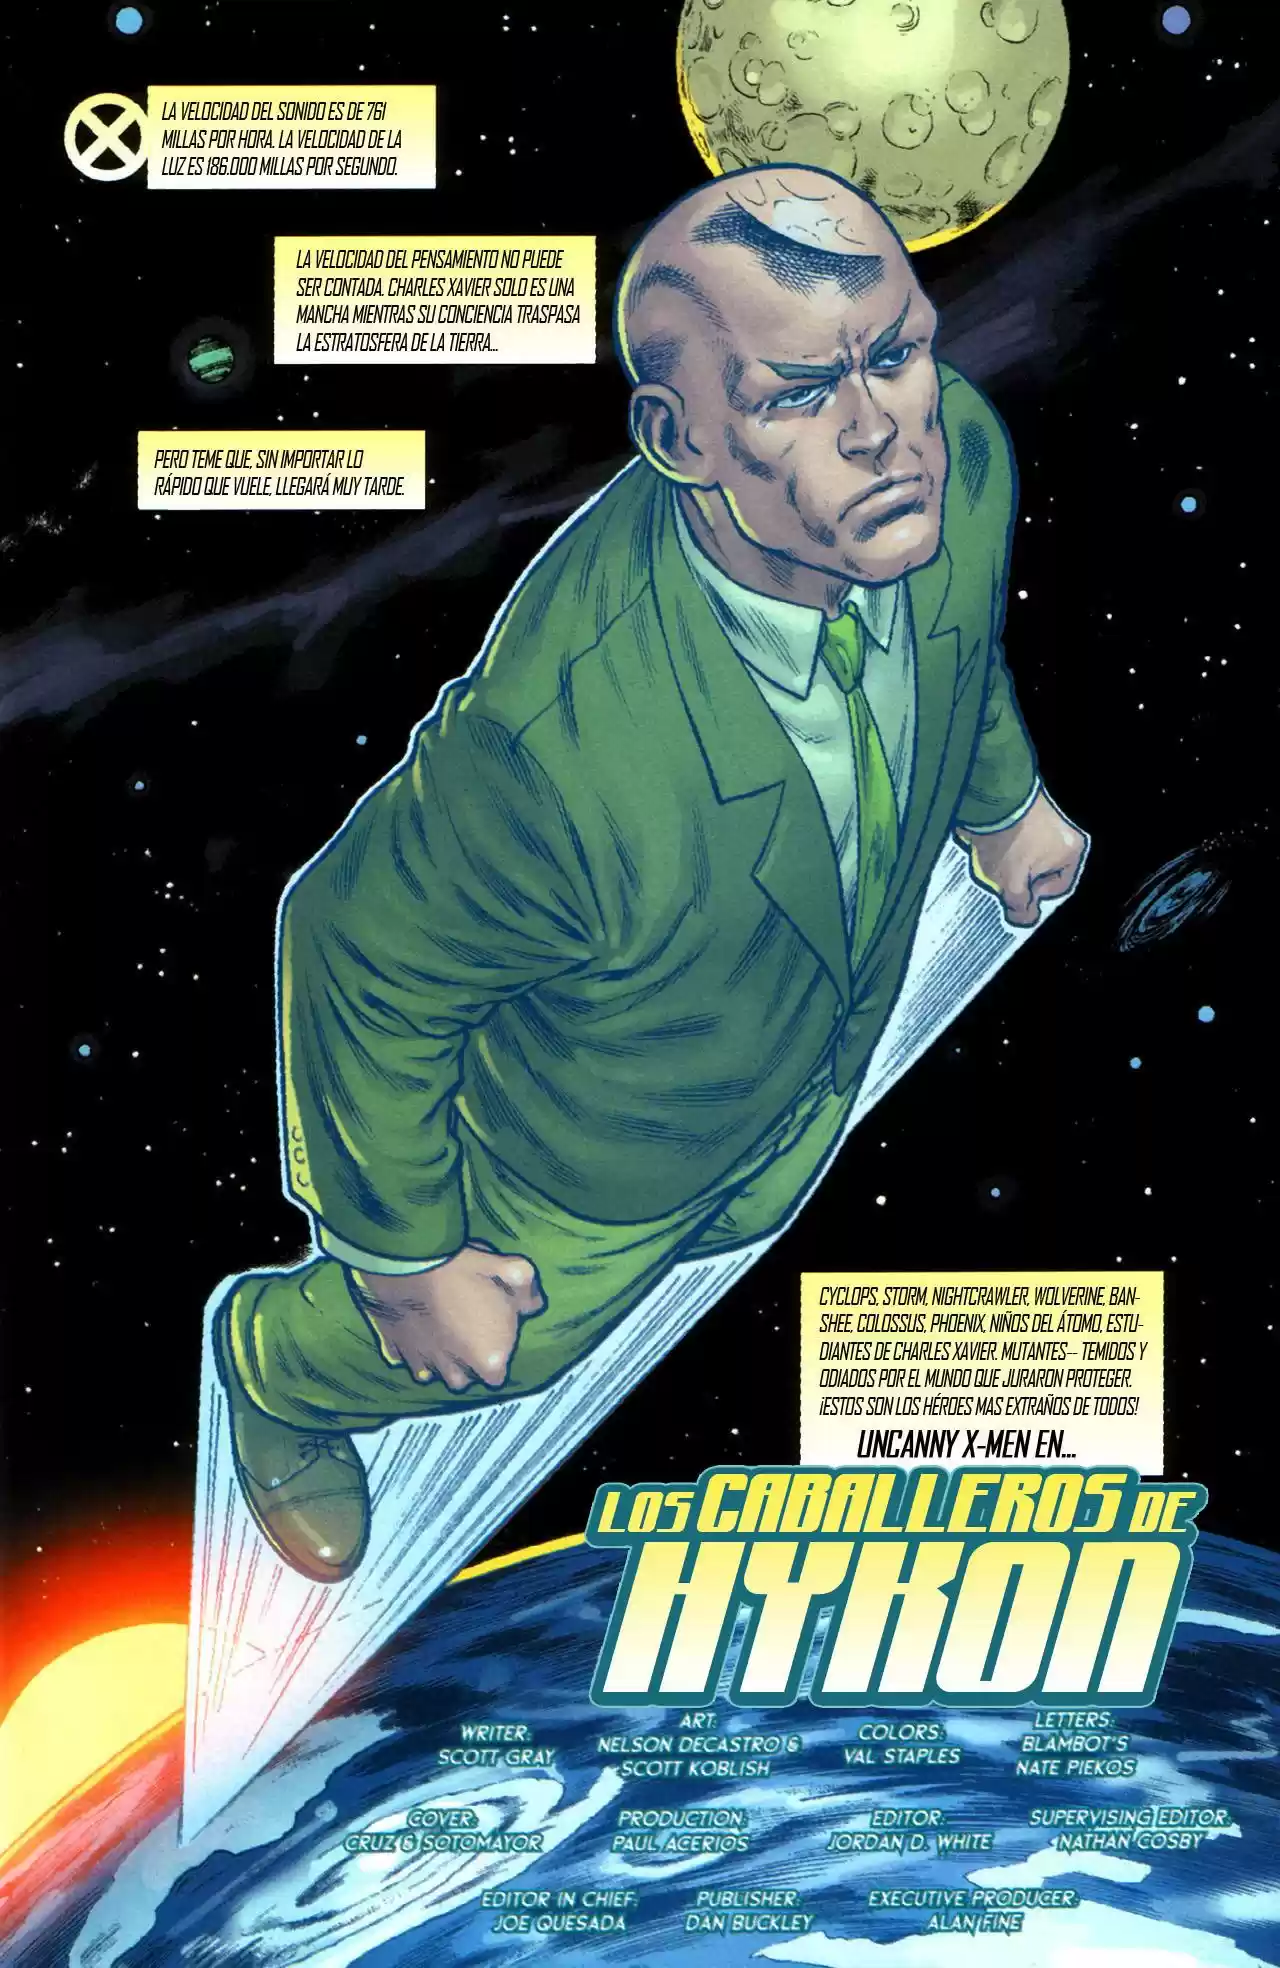 LA VELOCIDAD DEL SONIDO ES DE 761
MILLAS POR HORA. LA VELOCIDAD DE LA
LUZ ES 186.000 MILLAS POR SEGUNDO.
LA VELOCIDAD DEL PENSAMIENTO NO PUEDE
SER CONTADA. CHARLES XAVIER SOLO ES UNA
MANCHA MIENTRAS SU CONCIENCIA TRASPASA
LA ESTRATOSFERA DE LA TIERRA...
PERO TEME QUE, SIN IMPORTAR LO
RÁPIDO QUE VUELE, LLEGARÁ MUY TARDE.
CYCLOPS, STORM, NIGHTCRAWLER, WOLVERINE, BAN-
SHEE, COLOSSUS, PHOENIX, NIÑOS DEL ÁTOMO, ESTU-
DIANTES DE CHARLES XAVIER. MUTANTES-- TEMIDOS Y
ODIADOS POR EL MUNDO QUE JURARON PROTEGER.
¡ESTOS SON LOS HÉROES MAS EXTRAÑOS DE TODOS!
UNCANNY X-MEN EN...
LOS CABALLEROS DE
HYKON
WRITER:
SCOTT GRAY
ART:
NELSON DECASTRO &
SCOTT KOBLISH
COLORS:
VAL STAPLES
LETTERS:
BLAMBOT'S
NATE PIEKOS
COVER:
CRUZ & SOTOMAYOR
PRODUCTION:
PAUL ACERIOS
EDITOR:
JORDAN D. WHITE
SUPERVISING EDITOR:
NATHAN COSBY
EDITOR IN CHIEF:
JOE QUESADA
PUBLISHER:
DAN BUCKLEY
EXECUTIVE PRODUCER:
ALAN FINE